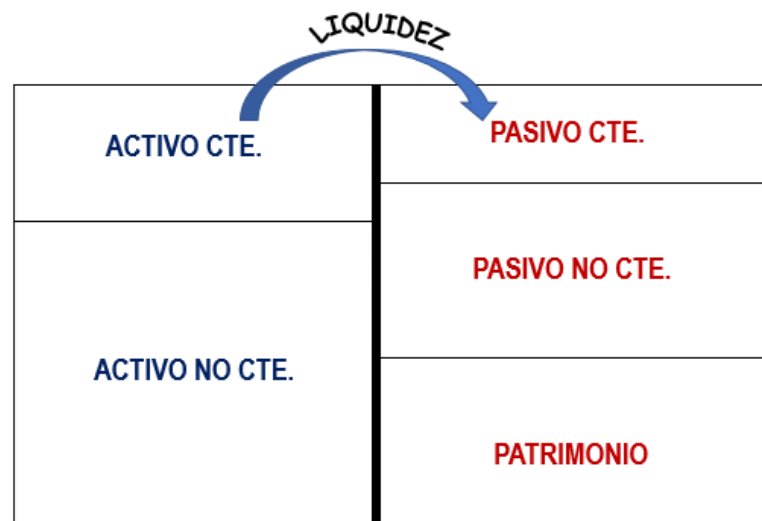 LIQUIDEZ
ACTIVO CTE.
PASIVO CTE.
PASIVO NO CTE.
ACTIVO NO CTE.
PATRIMONIO